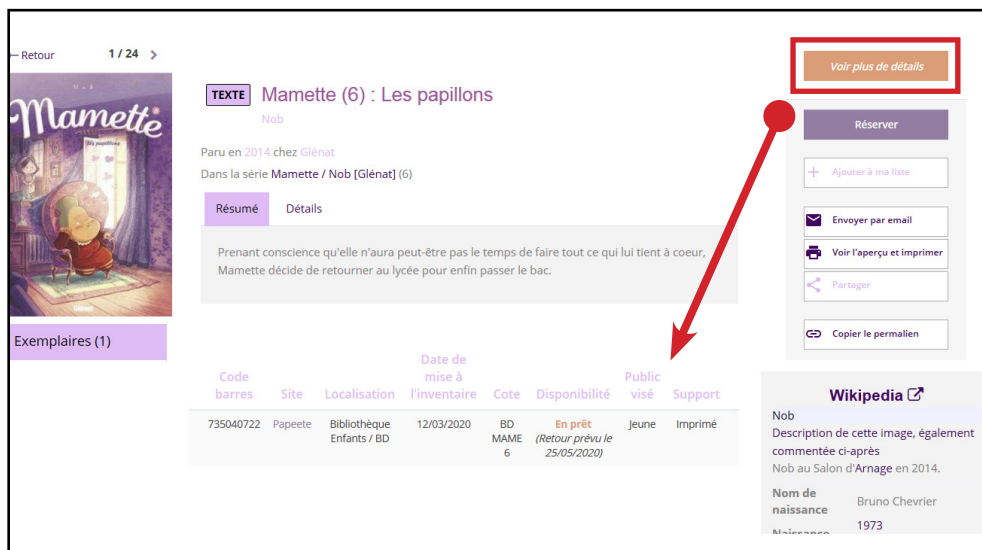 ← Retour
1 / 24 >
Nob
Mamette
Les papillons
TEXTE Mamette (6) : Les papillons
Nob
Paru en 2014 chez Glénat
Dans la série Mamette / Nob [Glénat] (6)
Résumé Détails
Prenant conscience qu'elle n'aura peut-être pas le temps de faire tout ce qui lui tient à coeur,
Mamette décide de retourner au lycée pour enfin passer le bac.
Exemplaires (1)
Code barres
Site
Localisation
Date de mise à l'inventaire
Cote
Disponibilité
Public visé
Support
735040722
Papeete
Bibliothèque
Enfants / BD
12/03/2020
BD
MAME
6
En prêt
(Retour prévu le
25/05/2020)
Jeune
Imprimé
Voir plus de détails
Réserver
+ Ajouter à ma liste
Envoyer par email
Voir l'aperçu et imprimer
Partager
Copier le permalien
Wikipedia
Nob
Description de cette image, également
commentée ci-après
Nob au Salon d'Arnage en 2014.
Nom de
naissance
Bruno Chevrier
Naissance
1973